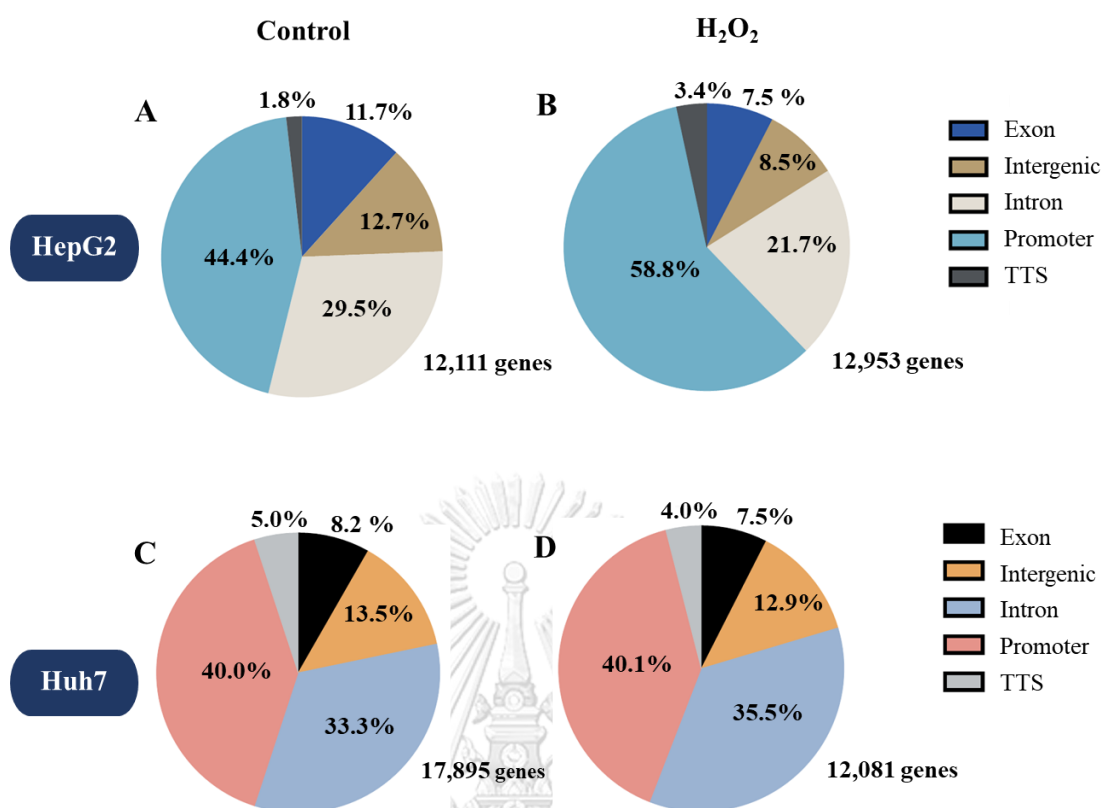 Control
H₂O₂
A
1.8%
11.7%
12.7%
44.4%
29.5%
12,111 genes
B
3.4%
7.5 %
8.5%
21.7%
58.8%
12,953 genes
Exon
Intergenic
Intron
Promoter
TTS
HepG2
C
5.0%
8.2 %
13.5%
40.0%
33.3%
17,895 genes
D
4.0%
7.5%
12.9%
40.1%
35.5%
12,081 genes
Exon
Intergenic
Intron
Promoter
TTS
Huh7